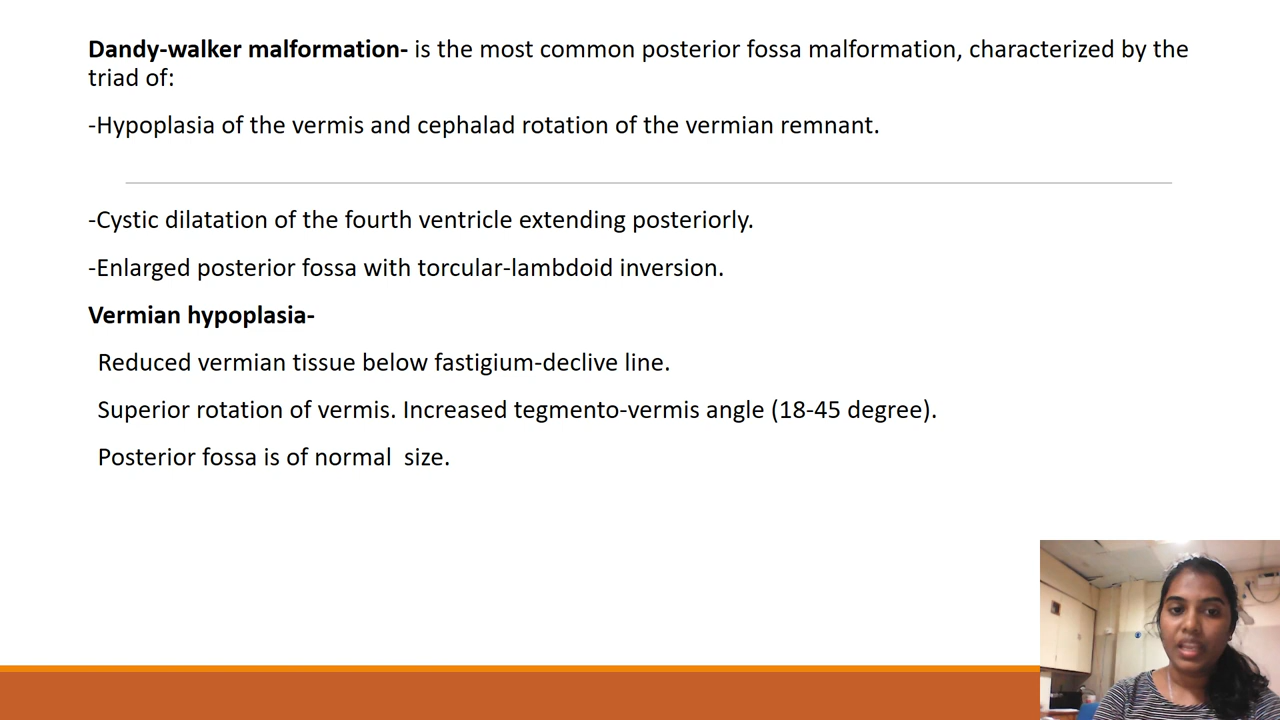 Dandy-walker malformation- is the most common posterior fossa malformation, characterized by the
triad of:
-Hypoplasia of the vermis and cephalad rotation of the vermian remnant.
-Cystic dilatation of the fourth ventricle extending posteriorly.
-Enlarged posterior fossa with torcular-lambdoid inversion.
Vermian hypoplasia-
Reduced vermian tissue below fastigium-declive line.
Superior rotation of vermis. Increased tegmento-vermis angle (18-45 degree).
Posterior fossa is of normal  size.